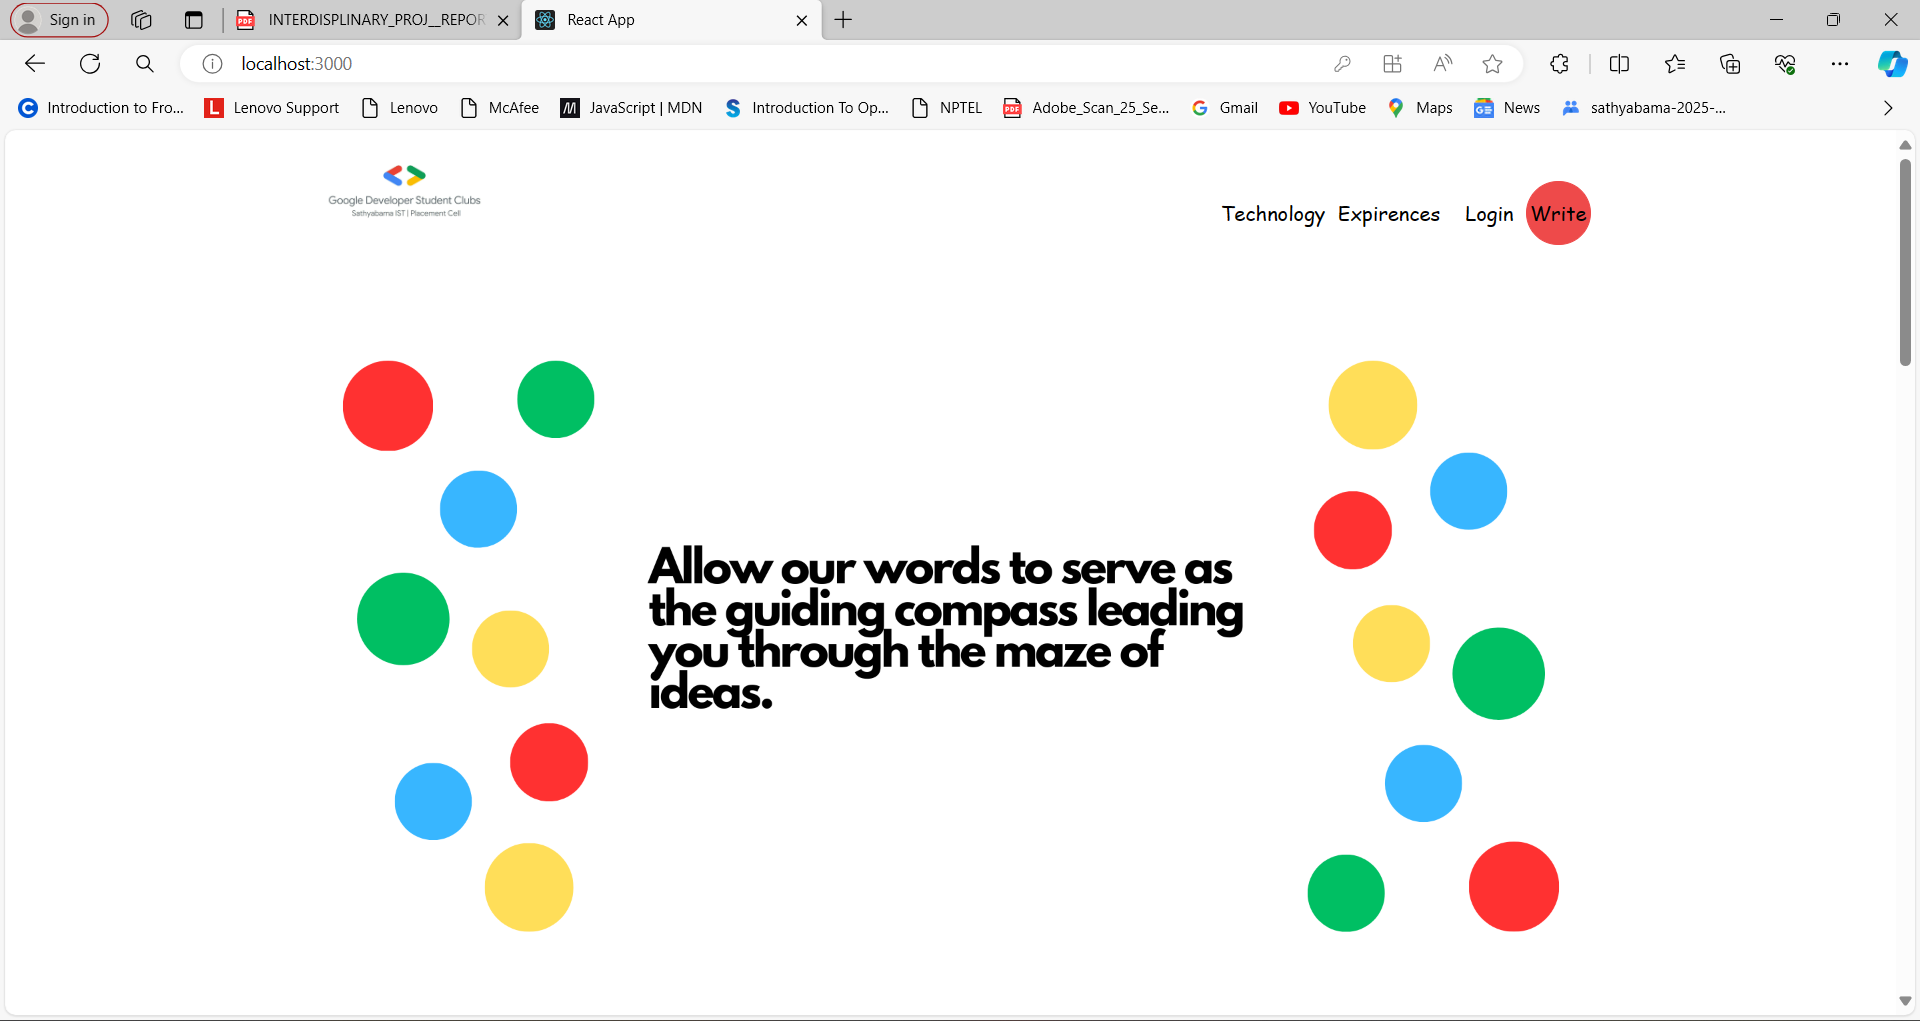 Sign in
INTERDISPLINARY_PROJ__REPOR
React App
localhost:3000
Introduction to Fro...
Lenovo Support
Lenovo
McAfee
JavaScript | MDN
Introduction To Op...
NPTEL
Adobe_Scan_25_Se...
Gmail
YouTube
Maps
News
sathyabama-2025-...
Google Developer Student Clubs
Sathyabama IST | Placement Cell
Technology Expirences Login Write
Allow our words to serve as
the guiding compass leading
you through the maze of
ideas.